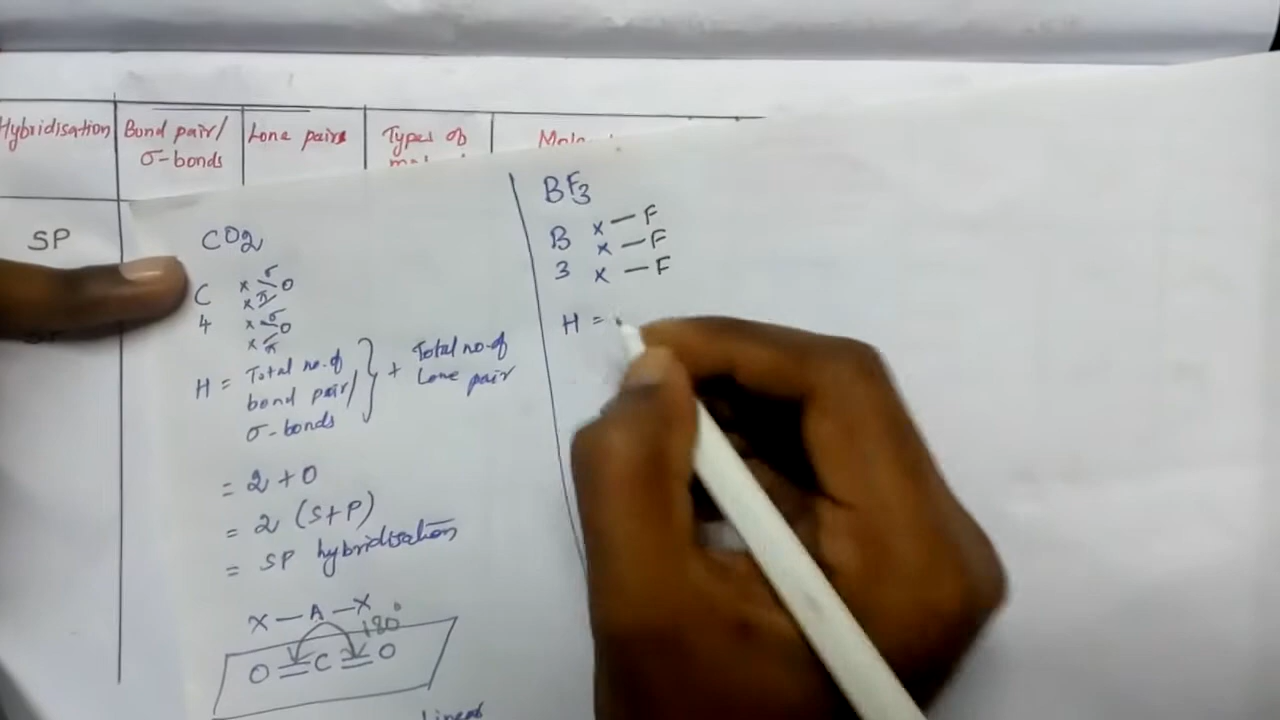 Hybridisation Bond pair/ Lone pairs Types of
σ-bonds
SP
CO2
C x σ O
x π
4 x σ O
x π
H = Total no. of bond pair/ σ-bonds } + Total no. of Lone pair
= 2 + 0
= 2 (S+P)
= SP hybridisation
X — A — X
180°
O = C = O
Linear
BF3
B x — F
x — F
3 x — F
H =